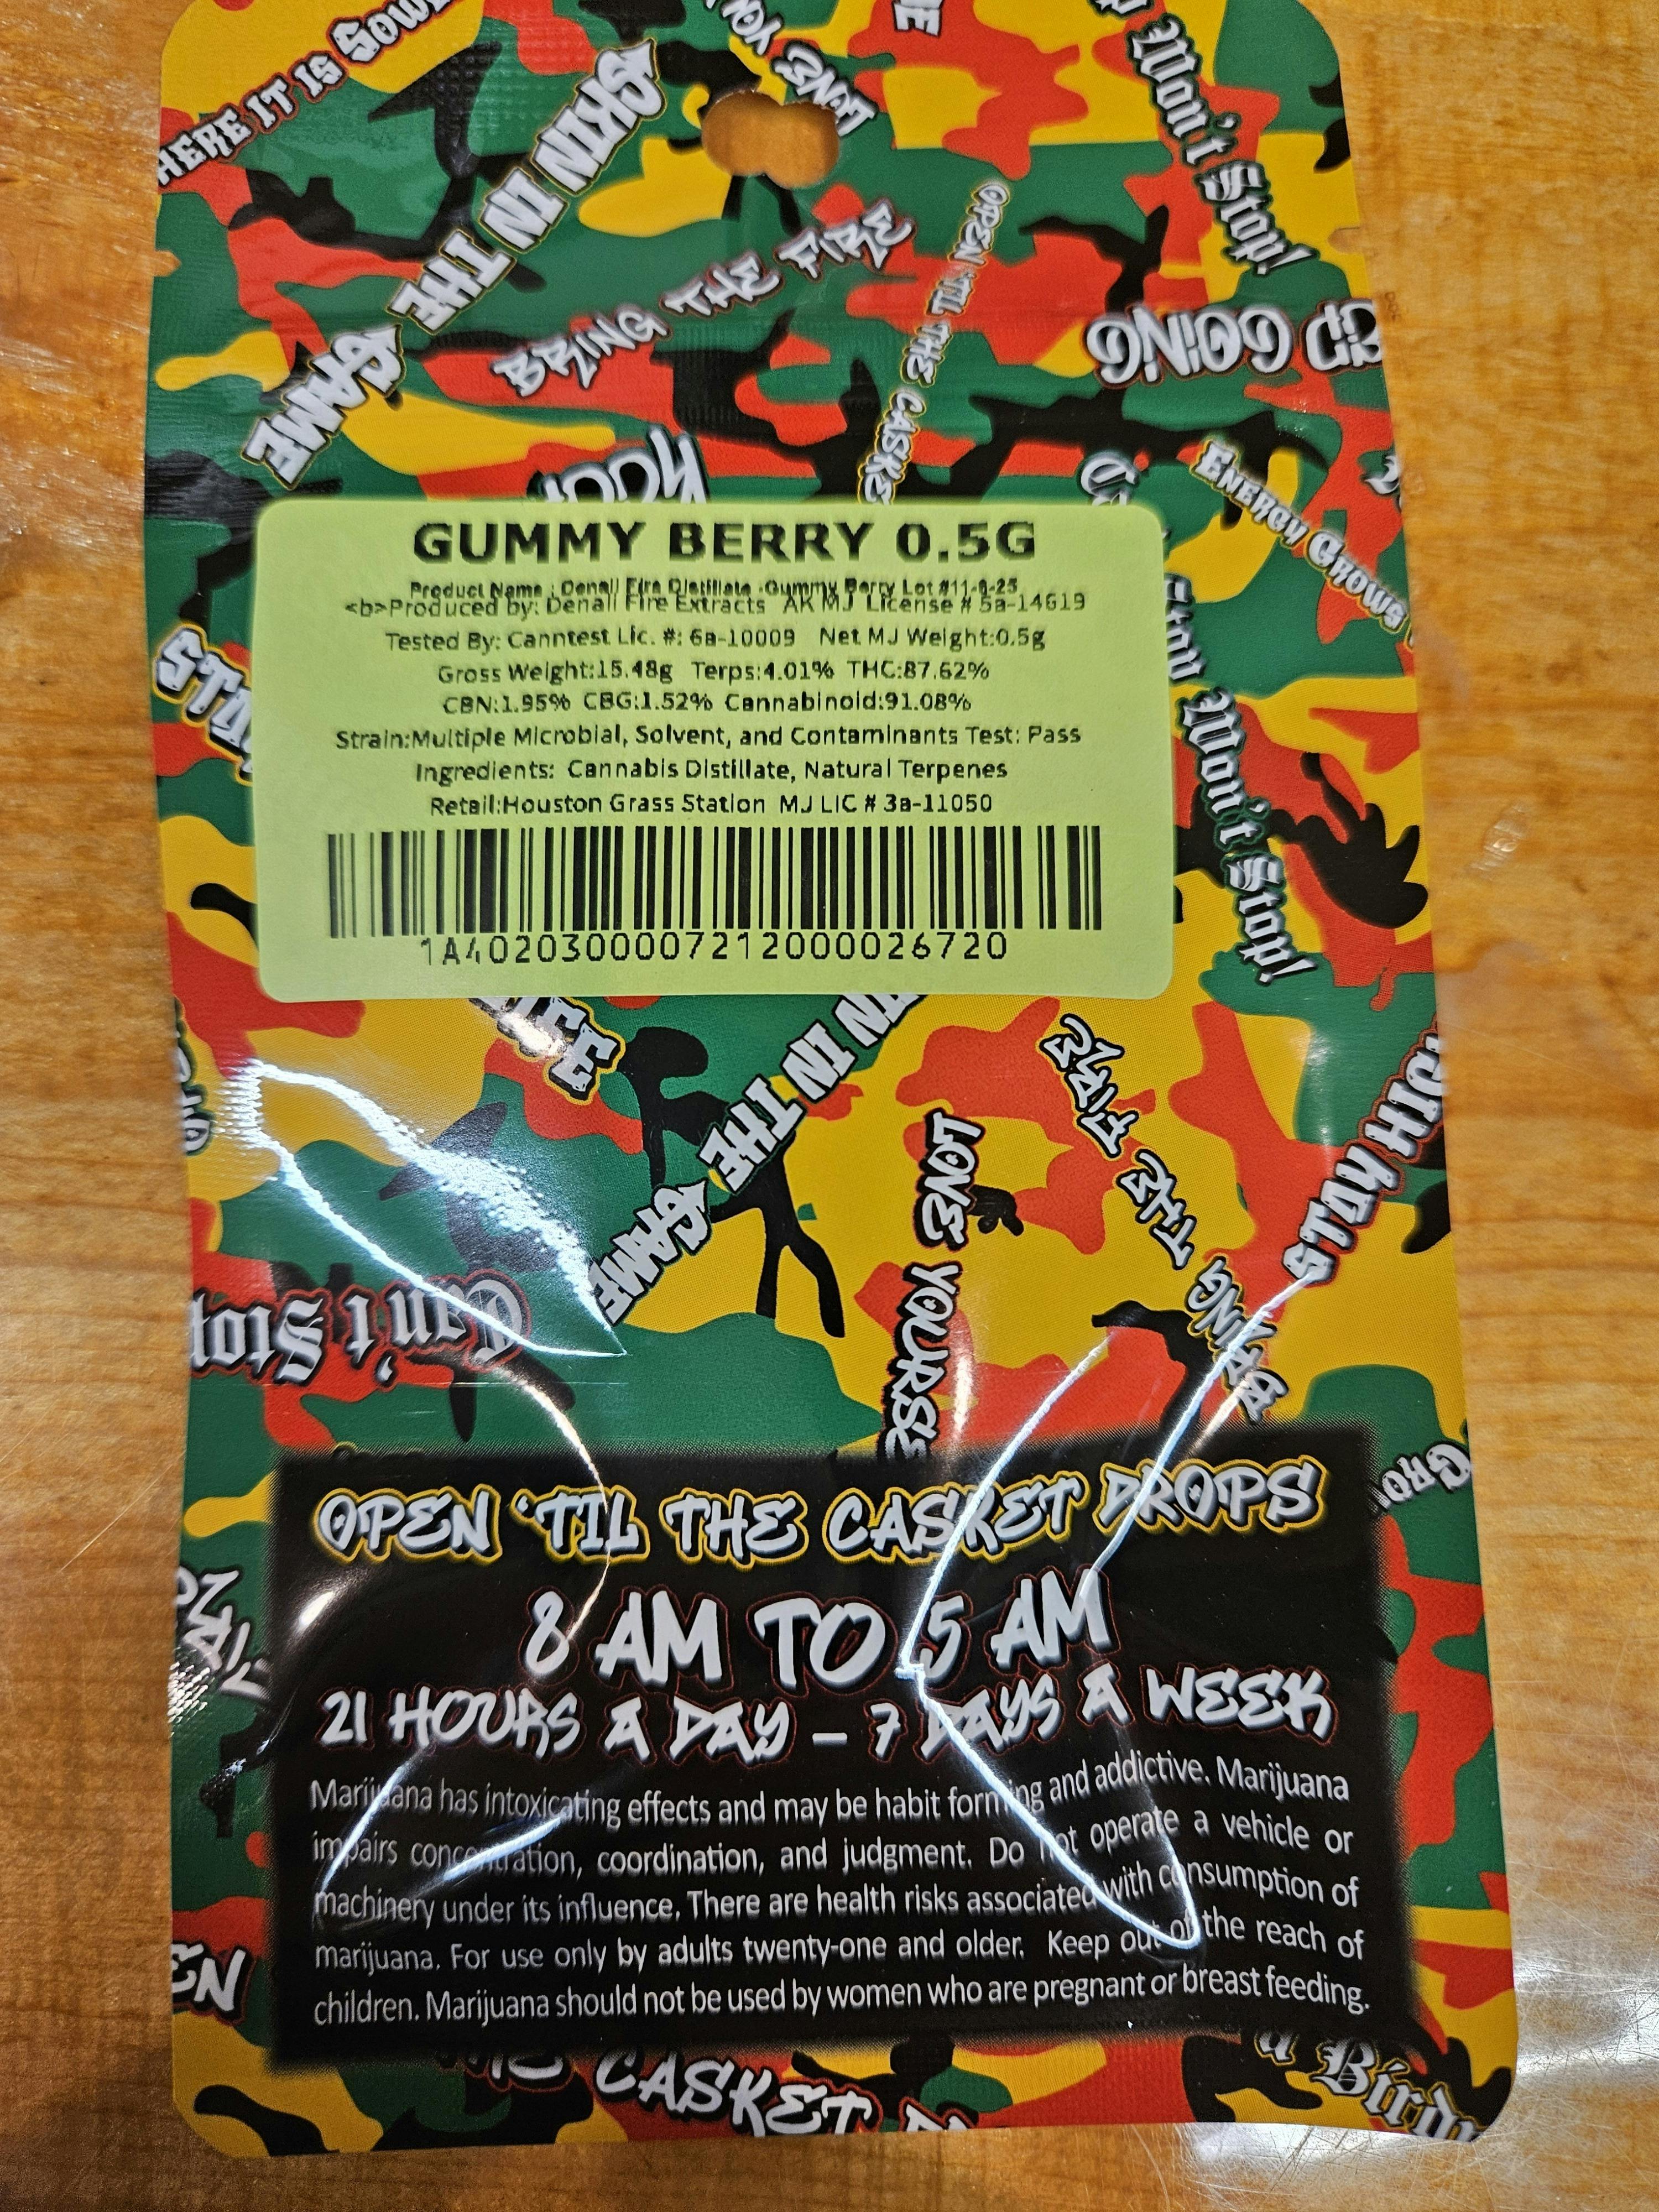 HERE IT IS
SKIN IN THE GAME
BRING THE FIRE
OPEN 'TIL THE CASKE
Won't Stop!
GOING UP
ENERGY GROWS
GUMMY BERRY 0.5G
Product Name : Denali Fire Distillate -Gummy Berry Lot #11-8-25
<b>Produced by: Denali Fire Extracts AK MJ License # 5a-14619
Tested By: Canntest Lic. #: 6a-10009 Net MJ Weight:0.5g
Gross Weight:15.48g Terps:4.01% THC:87.62%
CBN:1.95% CBG:1.52% Cannabinoid:91.08%
Strain:Multiple Microbial, Solvent, and Contaminants Test: Pass
Ingredients: Cannabis Distillate, Natural Terpenes
Retail:Houston Grass Station MJ LIC # 3a-11050
1A4020300007212000026720
Won't Stop!
IN THE GAME
BRING THE FIRE
LOVE YOURSE
STAY HUTH
Can't Stop
OPEN 'TIL THE CASKET DROPS
8 AM TO 5 AM
21 HOURS A DAY – 7 DAYS A WEEK
Marijuana has intoxicating effects and may be habit forming and addictive. Marijuana
impairs concentration, coordination, and judgment. Do not operate a vehicle or
machinery under its influence. There are health risks associated with consumption of
marijuana. For use only by adults twenty-one and older. Keep out of the reach of
children. Marijuana should not be used by women who are pregnant or breast feeding.
CASKET